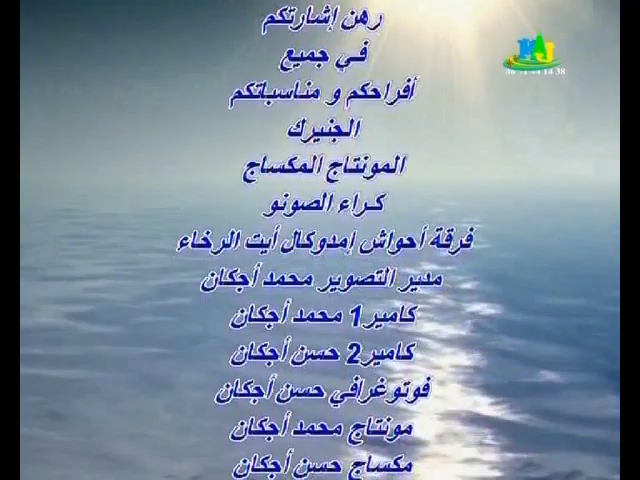 رهن إشارتكم
في جميع
أفراحكم و مناسباتكم
الجنيرك
المونتاج المكساج
كراء الصونو
فرقة أحواش إمدوكال أيت الرخاء
مدير التصوير محمد أجكان
كامير1 محمد أجكان
كامير2 حسن أجكان
فوتوغرافي حسن أجكان
مونتاج محمد أجكان
مكساج حسن أجكان